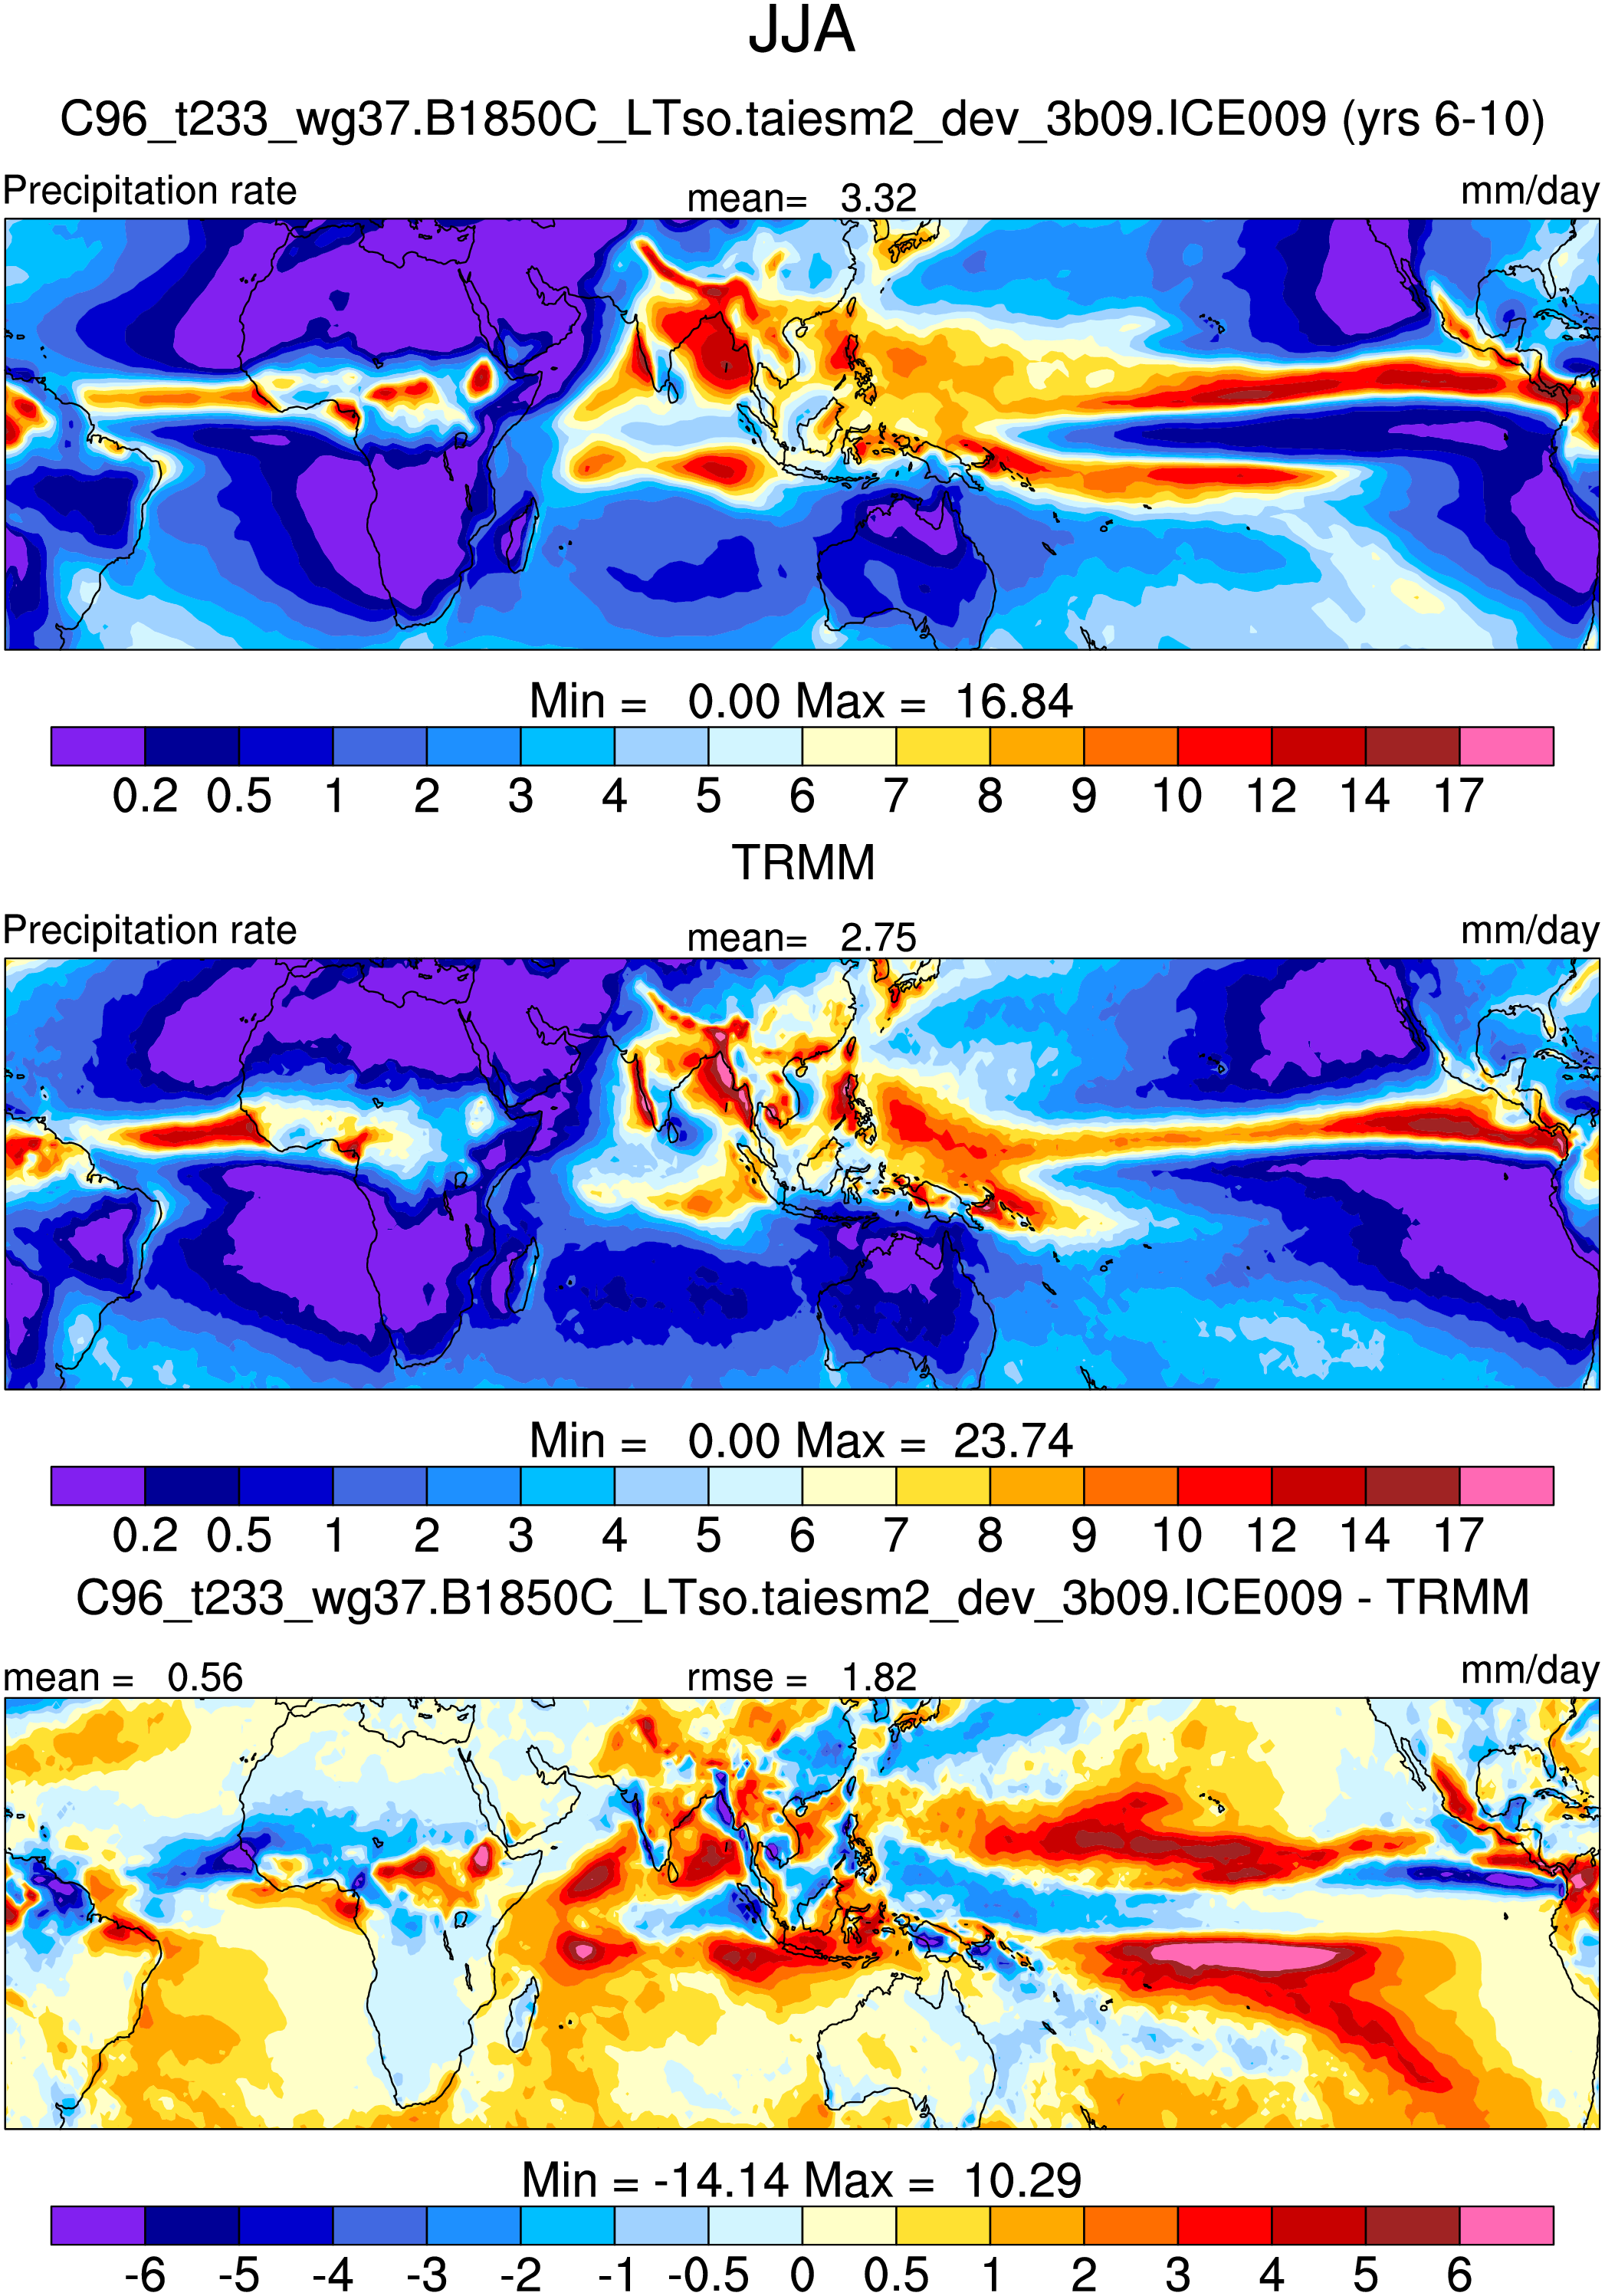 JJA
C96_t233_wg37.B1850C_LTso.taiesm2_dev_3b09.ICE009 (yrs 6-10)
Precipitation rate mean= 3.32 mm/day
Min = 0.00 Max = 16.84
0.2 0.5 1 2 3 4 5 6 7 8 9 10 12 14 17
TRMM
Precipitation rate mean= 2.75 mm/day
Min = 0.00 Max = 23.74
0.2 0.5 1 2 3 4 5 6 7 8 9 10 12 14 17
C96_t233_wg37.B1850C_LTso.taiesm2_dev_3b09.ICE009 - TRMM
mean = 0.56 rmse = 1.82 mm/day
Min = -14.14 Max = 10.29
-6 -5 -4 -3 -2 -1 -0.5 0 0.5 1 2 3 4 5 6